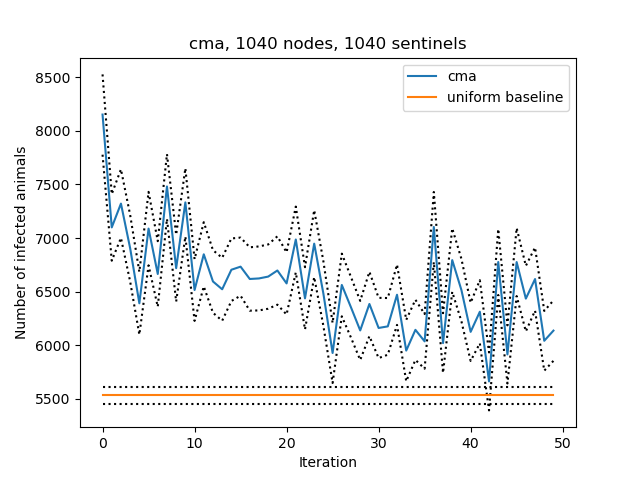 cma, 1040 nodes, 1040 sentinels
cma
uniform baseline
8500
8000
7500
7000
6500
6000
5500
Number of infected animals
0 10 20 30 40 50
Iteration